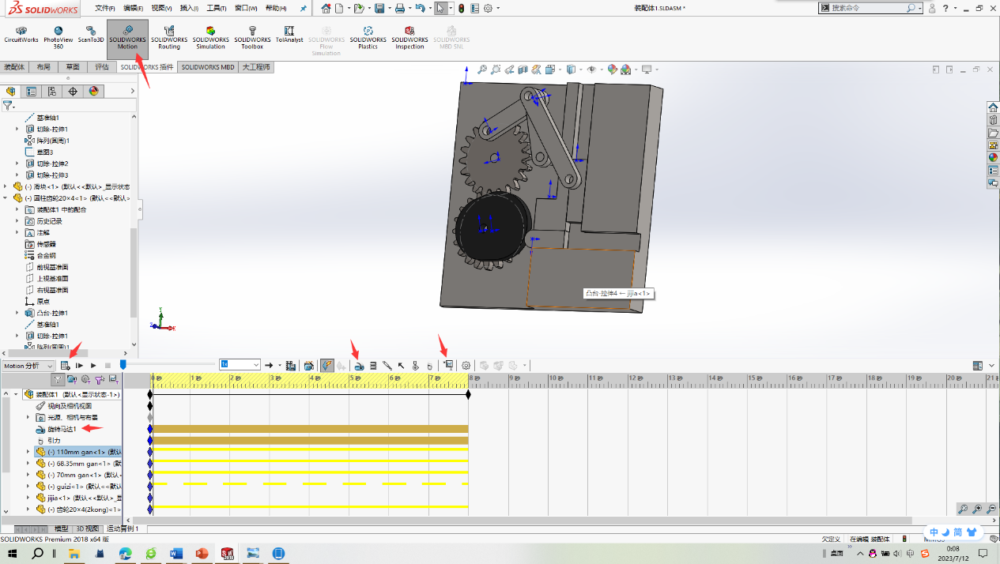 SOLIDWORKS
文件(F) 编辑(E) 视图(V) 插入(I) 工具(T) 窗口(W) 帮助(H)
装配体1.SLDASM *
搜索命令
CircuitWorks
PhotoView 360
ScanTo3D
SOLIDWORKS Motion
SOLIDWORKS Routing
SOLIDWORKS Simulation
SOLIDWORKS Toolbox
TolAnalyst
SOLIDWORKS Flow Simulation
SOLIDWORKS Plastics
SOLIDWORKS Inspection
SOLIDWORKS MBD SNL
装配体 布局 草图 评估 SOLIDWORKS 插件 SOLIDWORKS MBD 大工程师
基准轴1
切除-拉伸1
阵列(圆周)1
草图3
切除-拉伸2
切除-拉伸3
(-) 滑块<1> (默认<<默认>_显示状态
(-) 圆柱齿轮20×4<1> (默认<<默认>
装配体1 中的配合
历史记录
注解
传感器
合金钢
前视基准面
上视基准面
右视基准面
原点
凸台-拉伸1
基准轴1
切除-拉伸1
阵列(圆周)1
凸台-拉伸4 ← jijia<1>
Y
Z
X
Motion 分析
1x
0 秒 1 秒 2 秒 3 秒 4 秒 5 秒 6 秒 7 秒 8 秒 9 秒 10 秒 11 秒 12 秒 13 秒 14 秒 15 秒 16 秒 17 秒 18 秒 19 秒 20 秒 21 秒
装配体1 (默认<显示状态-1>)
视向及相机视图
光源、相机与布景
旋转马达1
引力
(-) 110mm gan<1> (默认
(-) 68.35mm gan<1> (默
(-) 70mm gan<1> (默认<
(-) guizi<1> (默认<<默认
jijia<1> (默认<<默认>_显
(-) 齿轮20×4(2kong)<1>
模型 3D 视图 运动算例 1
SOLIDWORKS Premium 2018 x64 版
欠定义 在编辑 装配体
中 简
桌面
中
0:08
2023/7/12